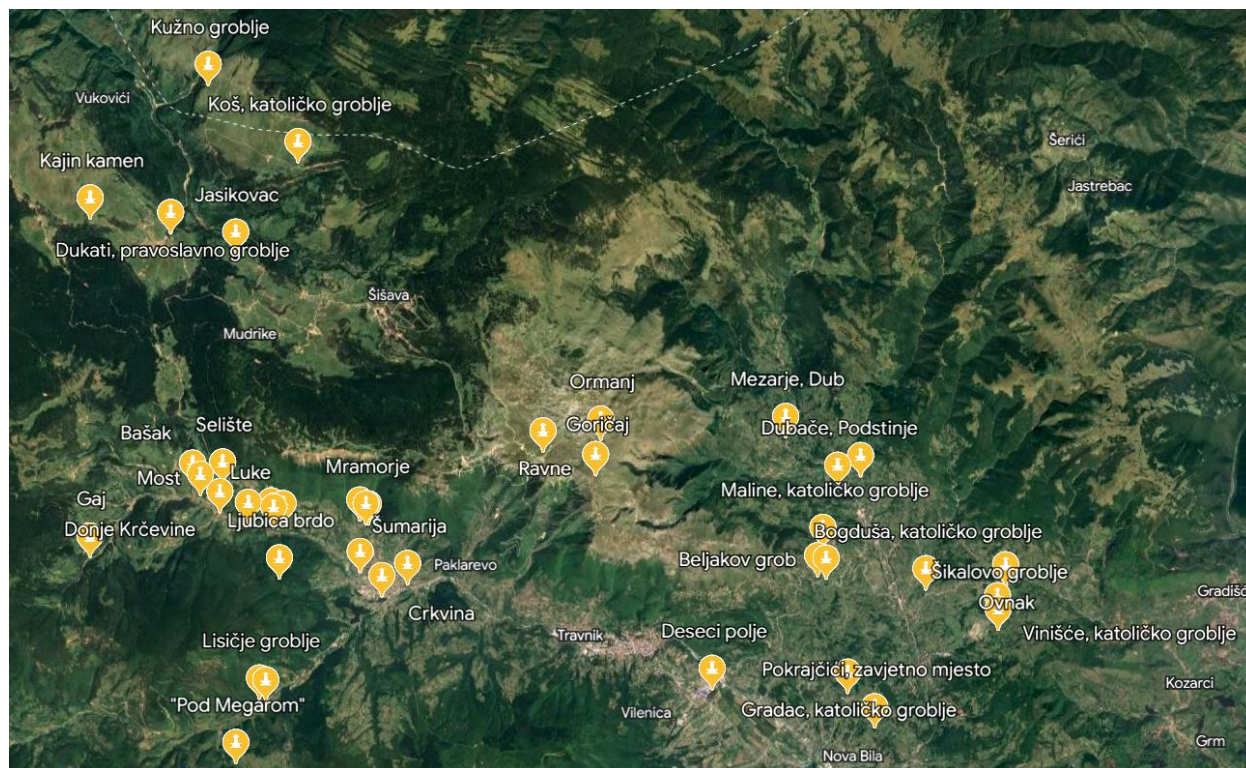 Kužno groblje
Vukovići
Koš, katoličko groblje
Šerići
Kajin kamen
Jasikovac
Jastrebac
Dukati, pravoslavno groblje
Šišava
Mudrike
Ormanj
Mezarje, Dub
Goričaj
Selište
Bašak
Dubače, Podstinje
Mramorje
Ravne
Luke
Most
Maline, katoličko groblje
Gaj
Ljubica brdo
Šumarija
Donje Krčevine
Bogduša, katoličko groblje
Beljakov grob
Paklarevo
Šikalovo groblje
Gradišć
Ovnak
Crkvina
Deseci polje
Travnik
Vinišće, katoličko groblje
Lisičje groblje
Pokrajčići, zavjetno mjesto
Kozarci
"Pod Megarom"
Vilenica
Gradac, katoličko groblje
Grm
Nova Bila